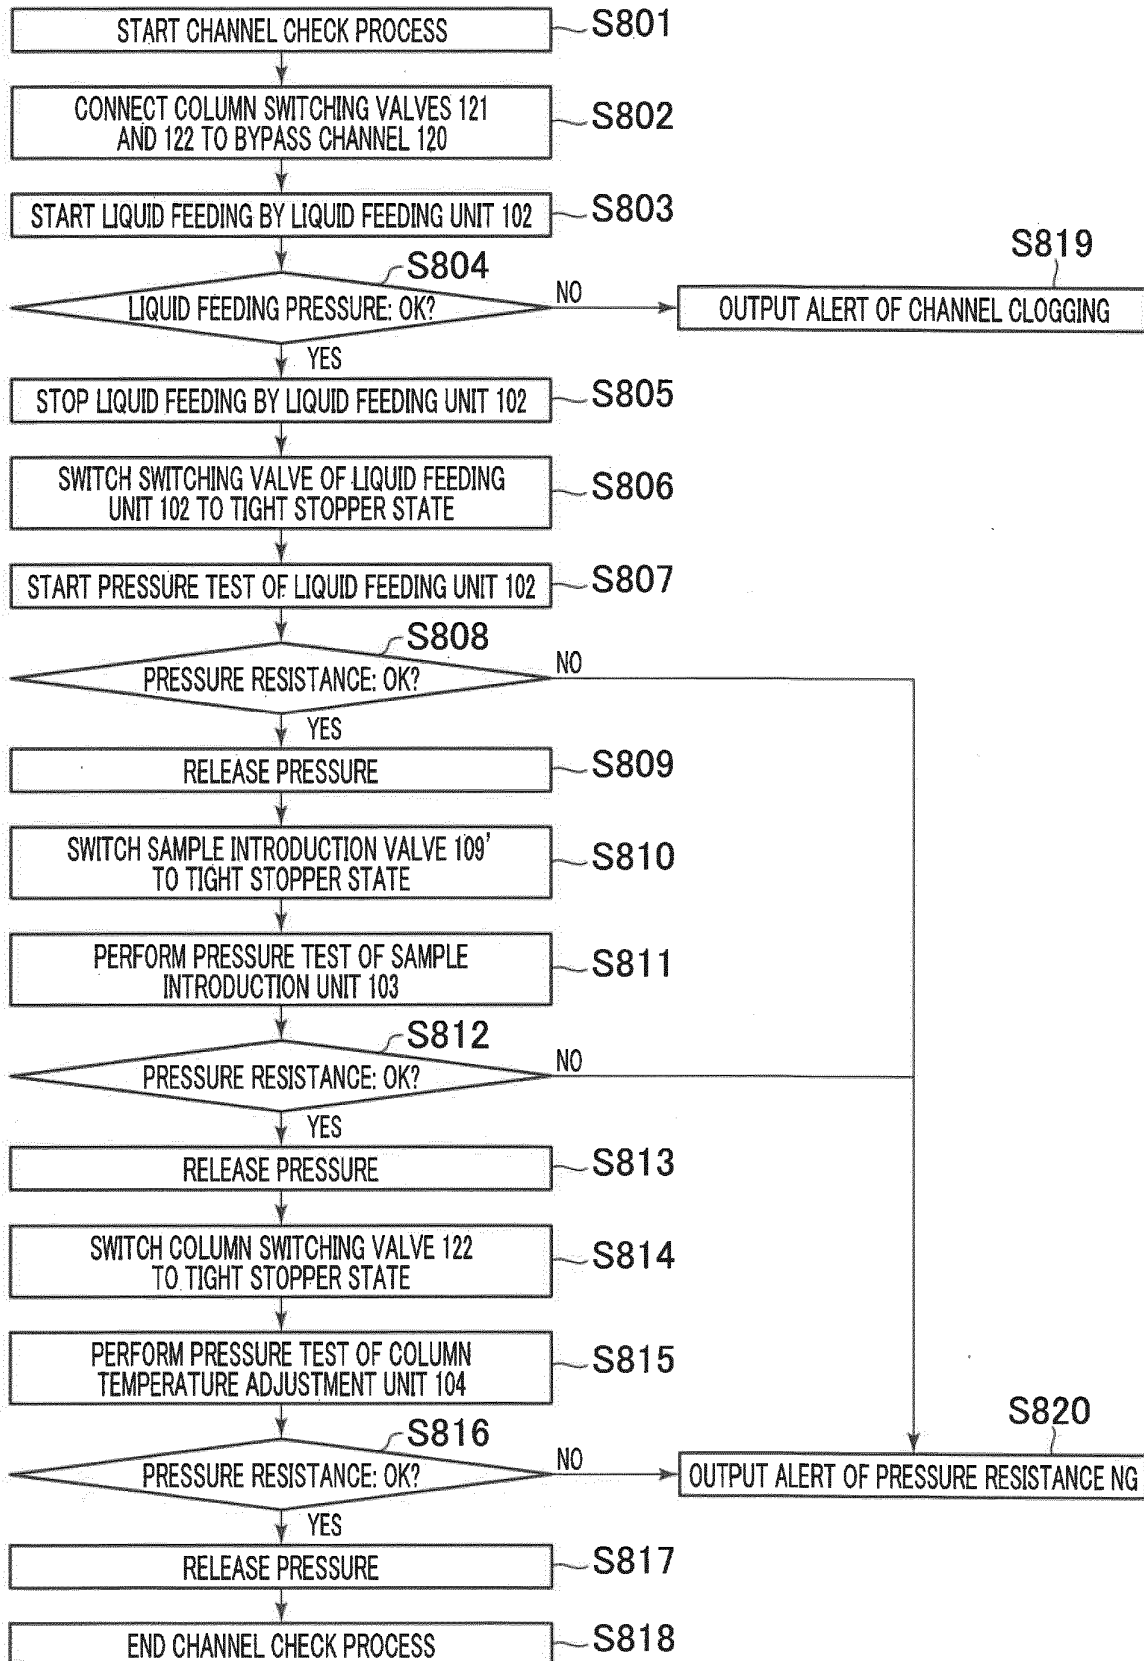 START CHANNEL CHECK PROCESS
S801
CONNECT COLUMN SWITCHING VALVES 121
AND 122 TO BYPASS CHANNEL 120
S802
START LIQUID FEEDING BY LIQUID FEEDING UNIT 102
S803
S804
LIQUID FEEDING PRESSURE: OK?
NO
S819
OUTPUT ALERT OF CHANNEL CLOGGING
YES
STOP LIQUID FEEDING BY LIQUID FEEDING UNIT 102
S805
SWITCH SWITCHING VALVE OF LIQUID FEEDING
UNIT 102 TO TIGHT STOPPER STATE
S806
START PRESSURE TEST OF LIQUID FEEDING UNIT 102
S807
S808
PRESSURE RESISTANCE: OK?
NO
YES
RELEASE PRESSURE
S809
SWITCH SAMPLE INTRODUCTION VALVE 109'
TO TIGHT STOPPER STATE
S810
PERFORM PRESSURE TEST OF SAMPLE
INTRODUCTION UNIT 103
S811
S812
PRESSURE RESISTANCE: OK?
NO
YES
RELEASE PRESSURE
S813
SWITCH COLUMN SWITCHING VALVE 122
TO TIGHT STOPPER STATE
S814
PERFORM PRESSURE TEST OF COLUMN
TEMPERATURE ADJUSTMENT UNIT 104
S815
S816
PRESSURE RESISTANCE: OK?
NO
S820
OUTPUT ALERT OF PRESSURE RESISTANCE NG
YES
RELEASE PRESSURE
S817
END CHANNEL CHECK PROCESS
S818